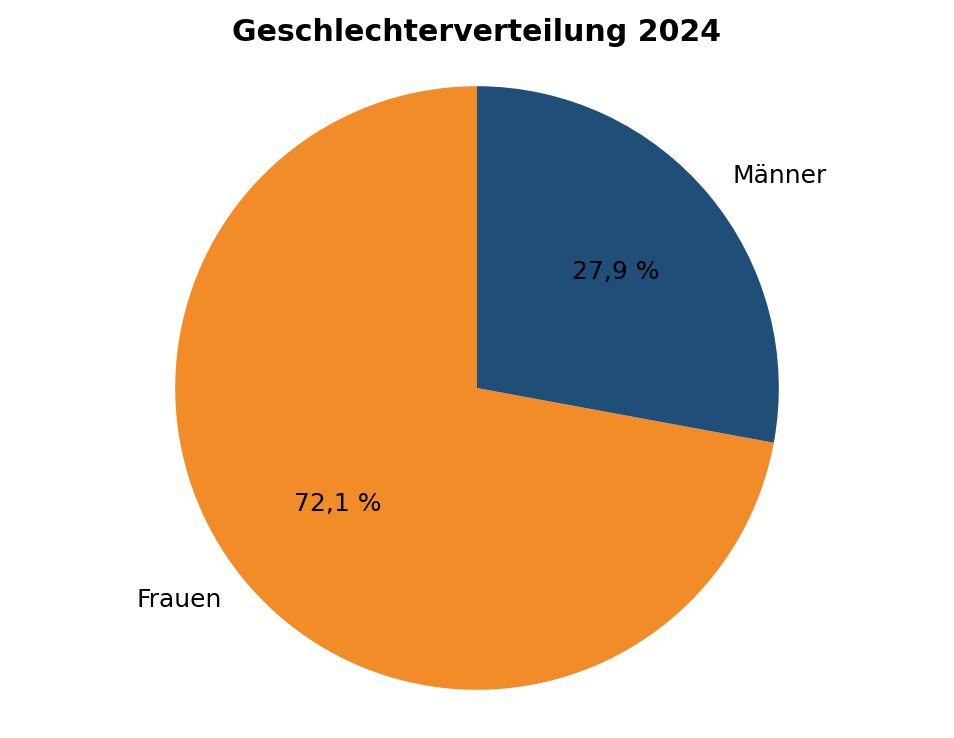 Geschlechterverteilung 2024
Männer
27,9 %
72,1 %
Frauen